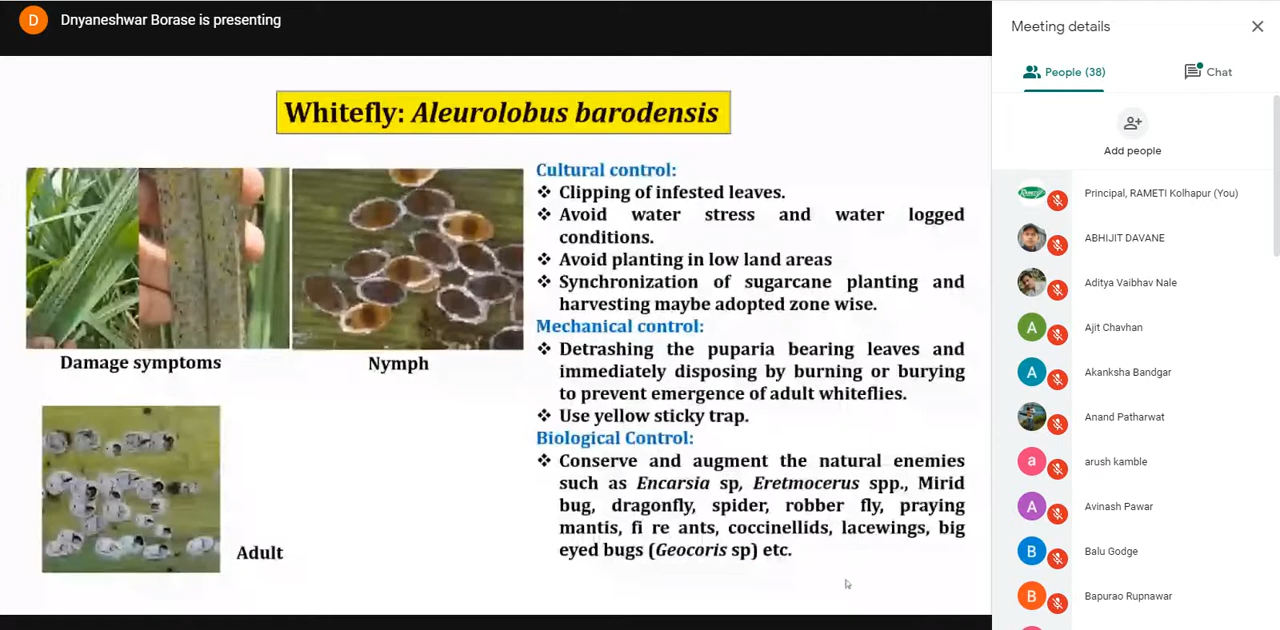 D
Dnyaneshwar Borase is presenting
Whitefly: Aleurolobus barodensis
Damage symptoms
Nymph
Adult
Cultural control:
❖ Clipping of infested leaves.
❖ Avoid water stress and water logged
conditions.
❖ Avoid planting in low land areas
❖ Synchronization of sugarcane planting and
harvesting maybe adopted zone wise.
Mechanical control:
❖ Detrashing the puparia bearing leaves and
immediately disposing by burning or burying
to prevent emergence of adult whiteflies.
❖ Use yellow sticky trap.
Biological Control:
❖ Conserve and augment the natural enemies
such as Encarsia sp, Eretmocerus spp., Mirid
bug, dragonfly, spider, robber fly, praying
mantis, fi re ants, coccinellids, lacewings, big
eyed bugs (Geocoris sp) etc.
Meeting details
People (38)
Chat
Add people
Principal, RAMETI Kolhapur (You)
ABHIJIT DAVANE
Aditya Vaibhav Nale
A
Ajit Chavhan
A
Akanksha Bandgar
Anand Patharwat
a
arush kamble
A
Avinash Pawar
B
Balu Godge
B
Bapurao Rupnawar